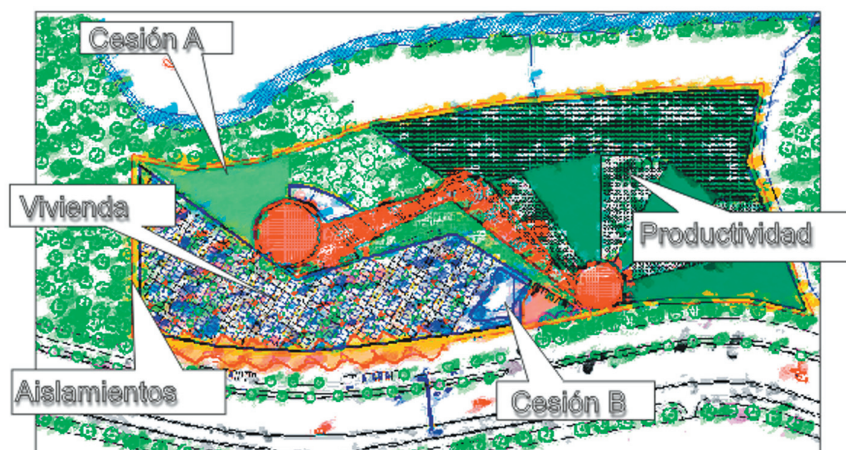 Cesión A
Vivienda
Productividad
Aislamientos
Cesión B